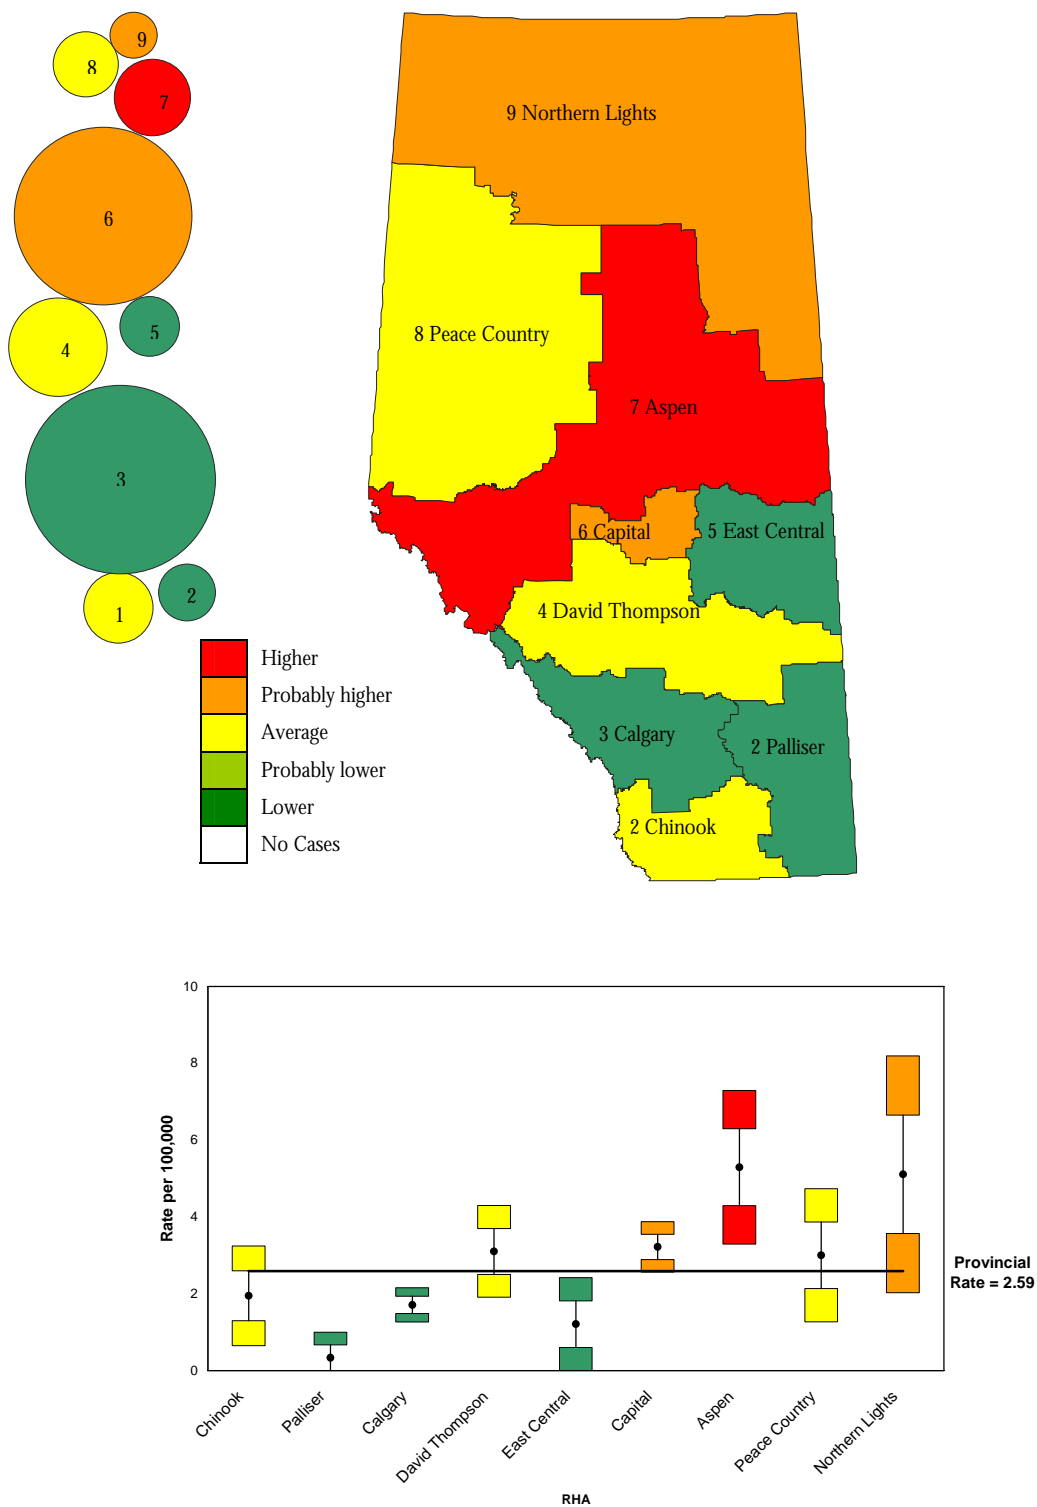 9
8
7
6
5
4
3
2
1
9 Northern Lights
8 Peace Country
7 Aspen
6 Capital
5 East Central
4 David Thompson
3 Calgary
2 Palliser
2 Chinook
Higher
Probably higher
Average
Probably lower
Lower
No Cases
10
8
6
4
2
0
Rate per 100,000
Provincial
Rate = 2.59
Chinook
Palliser
Calgary
David Thompson
East Central
Capital
Aspen
Peace Country
Northern Lights
RHA